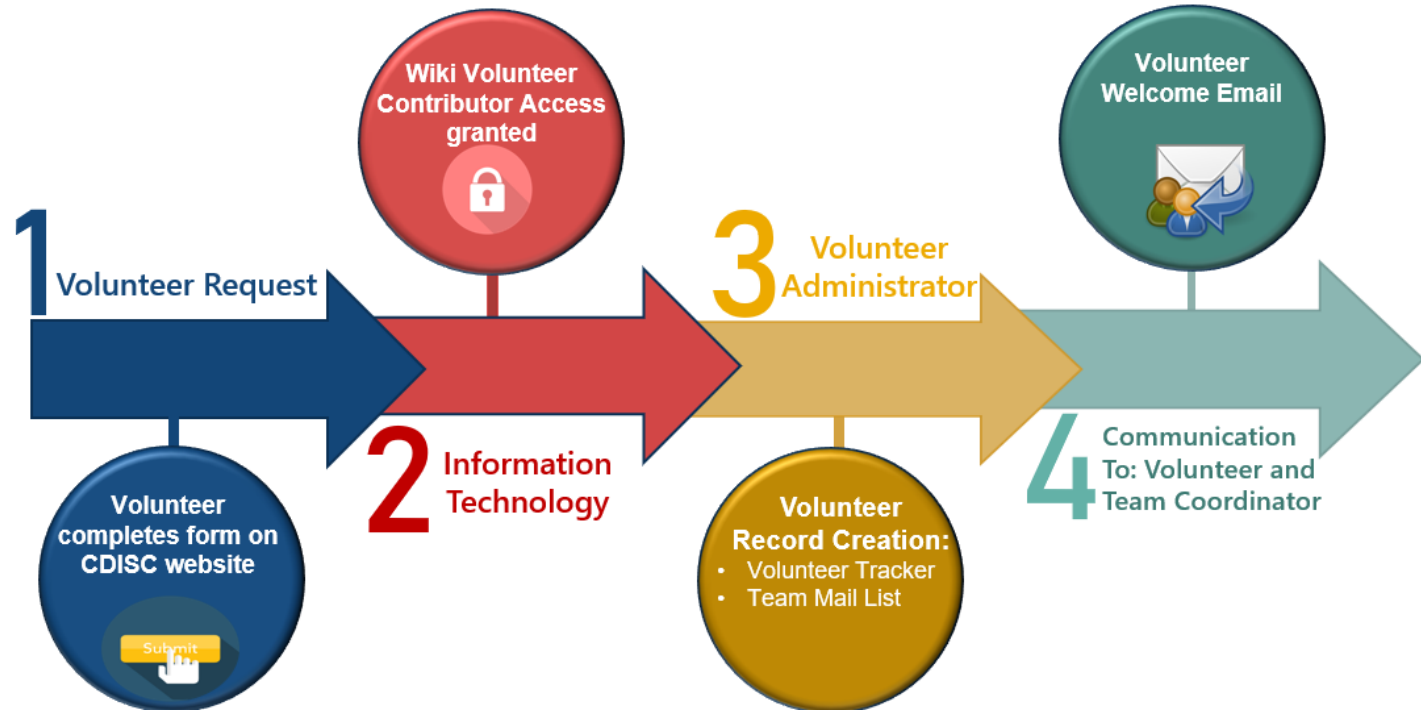 1
Volunteer Request
Volunteer
completes form on
CDISC website
Submit
Wiki Volunteer
Contributor Access
granted
2
Information
Technology
3
Volunteer
Administrator
Volunteer
Record Creation:
• Volunteer Tracker
• Team Mail List
Volunteer
Welcome Email
4
Communication
To: Volunteer and
Team Coordinator